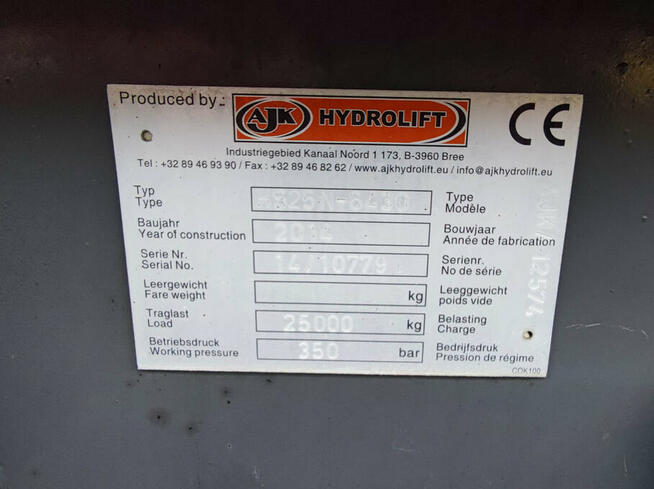 Produced by: AJK HYDROLIFT CE
Industriegebied Kanaal Noord 1 173, B-3960 Bree
Tel : +32 89 46 93 90 / Fax : +32 89 46 82 62 / www.ajkhydrolift.eu / info@ajkhydrolift.eu
Typ Type
Type Modèle
Baujahr 2014 Bouwjaar
Year of construction Année de fabrication
Serie Nr. 14.10779 Serienr.
Serial No. No de série
Leergewicht kg Leeggewicht
Fare weight poids vide
Traglast 25000 kg Belasting
Load Charge
Betriebsdruck 350 bar Bedrijfsdruk
Working pressure Pression de régime
COK100